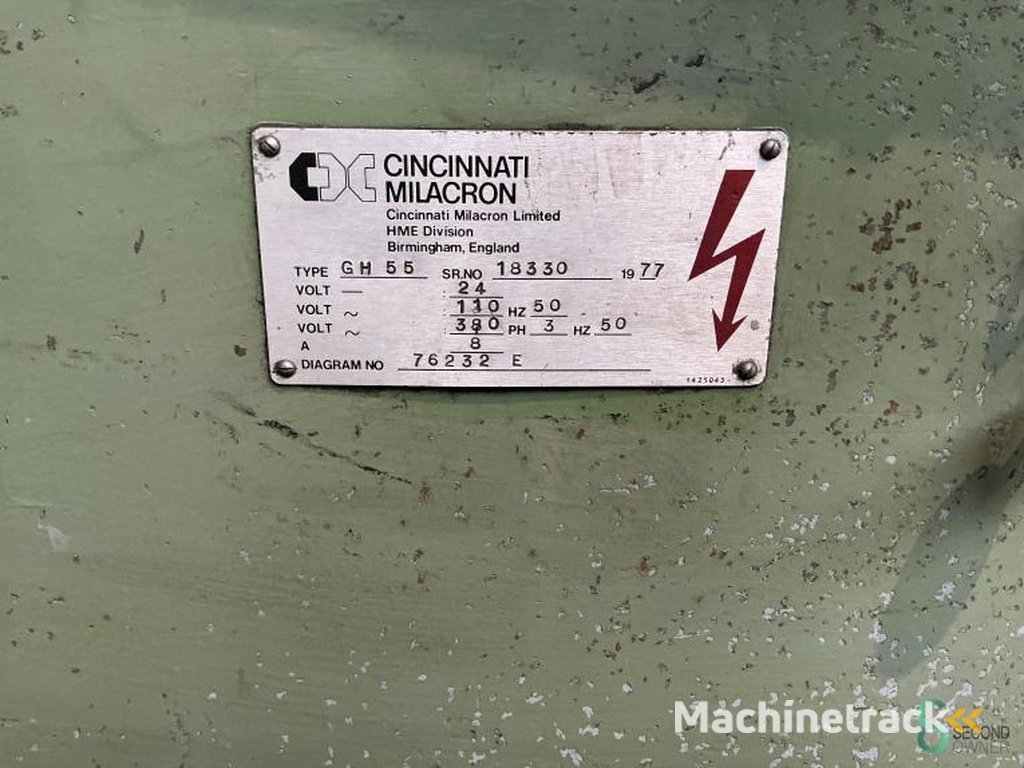 CINCINNATI
MILACRON
Cincinnati Milacron Limited
HME Division
Birmingham, England
TYPE GH 55 SR.NO 18330 1977
VOLT — 24
VOLT ~ 110 HZ 50
VOLT ~ 380 PH 3 HZ 50
A 8
DIAGRAM NO 76232 E
1425065
Machinetrack
SECOND
OWNER